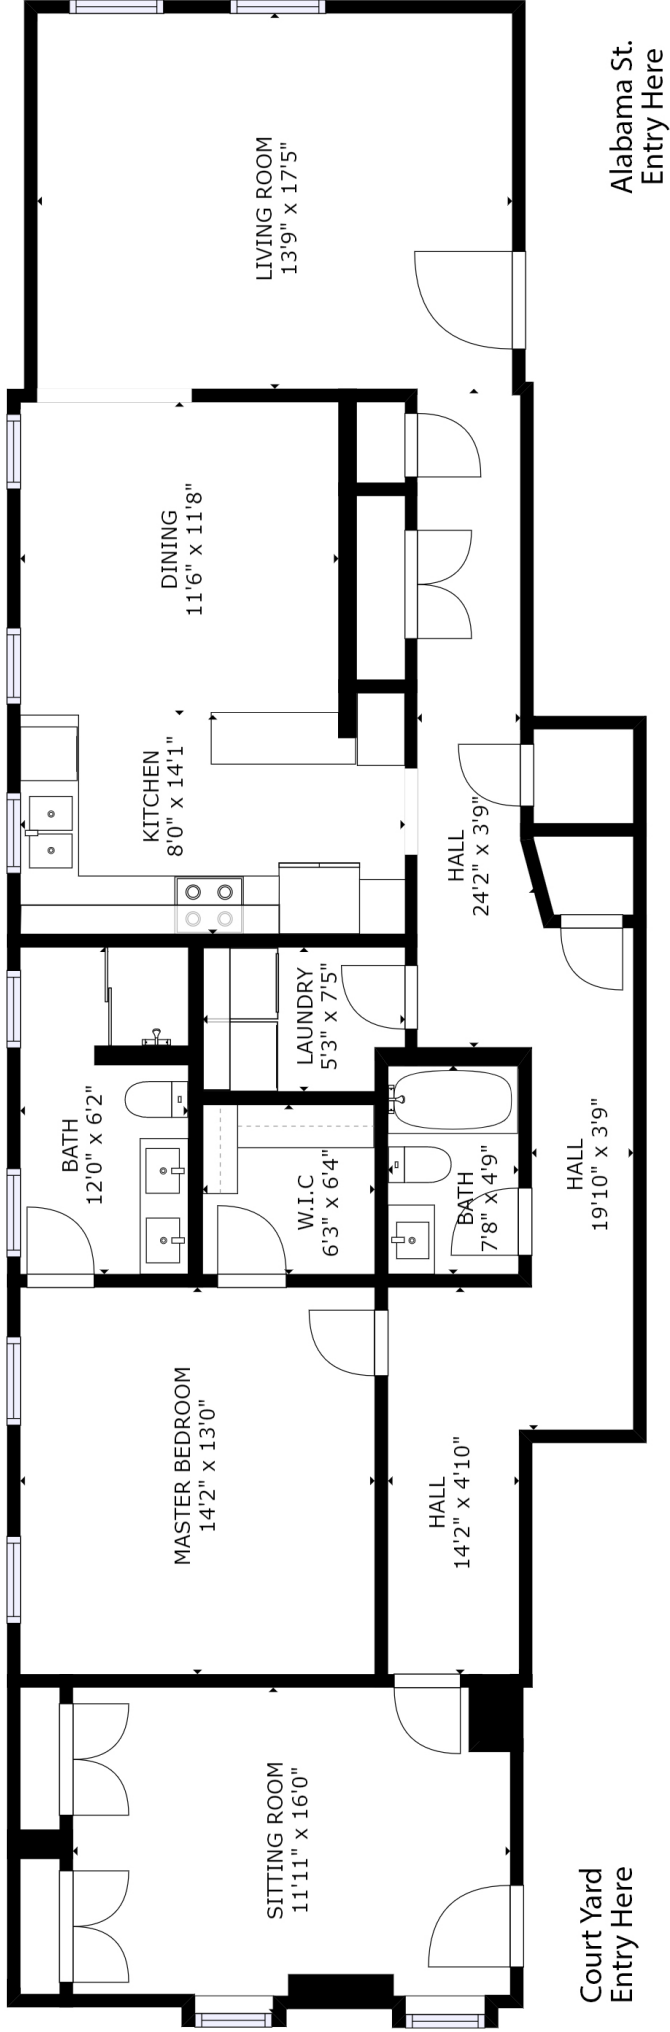 Alabama St.
Entry Here
LIVING ROOM
13'9" x 17'5"
DINING
11'6" x 11'8"
KITCHEN
8'0" x 14'1"
HALL
24'2" x 3'9"
LAUNDRY
5'3" x 7'5"
BATH
12'0" x 6'2"
W.I.C
6'3" x 6'4"
BATH
7'8" x 4'9"
HALL
19'10" x 3'9"
MASTER BEDROOM
14'2" x 13'0"
HALL
14'2" x 4'10"
SITTING ROOM
11'11" x 16'0"
Court Yard
Entry Here